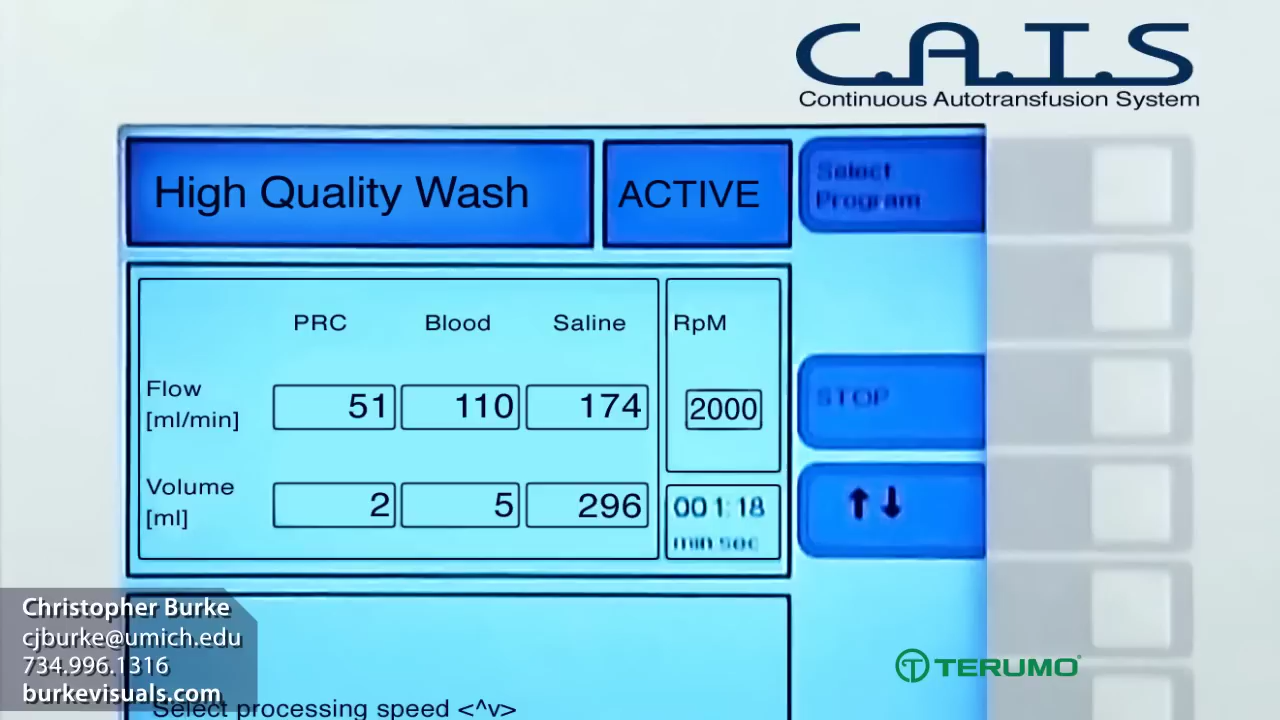 C.A.T.S
Continuous Autotransfusion System
High Quality Wash
ACTIVE
Select
Program
PRC Blood Saline RpM
Flow
[ml/min]
51 110 174 2000
STOP
Volume
[ml]
2 5 296
001:18
min sec
Christopher Burke
cjburke@umich.edu
734.996.1316
burkevisuals.com
TERUMO
Select processing speed <^v>